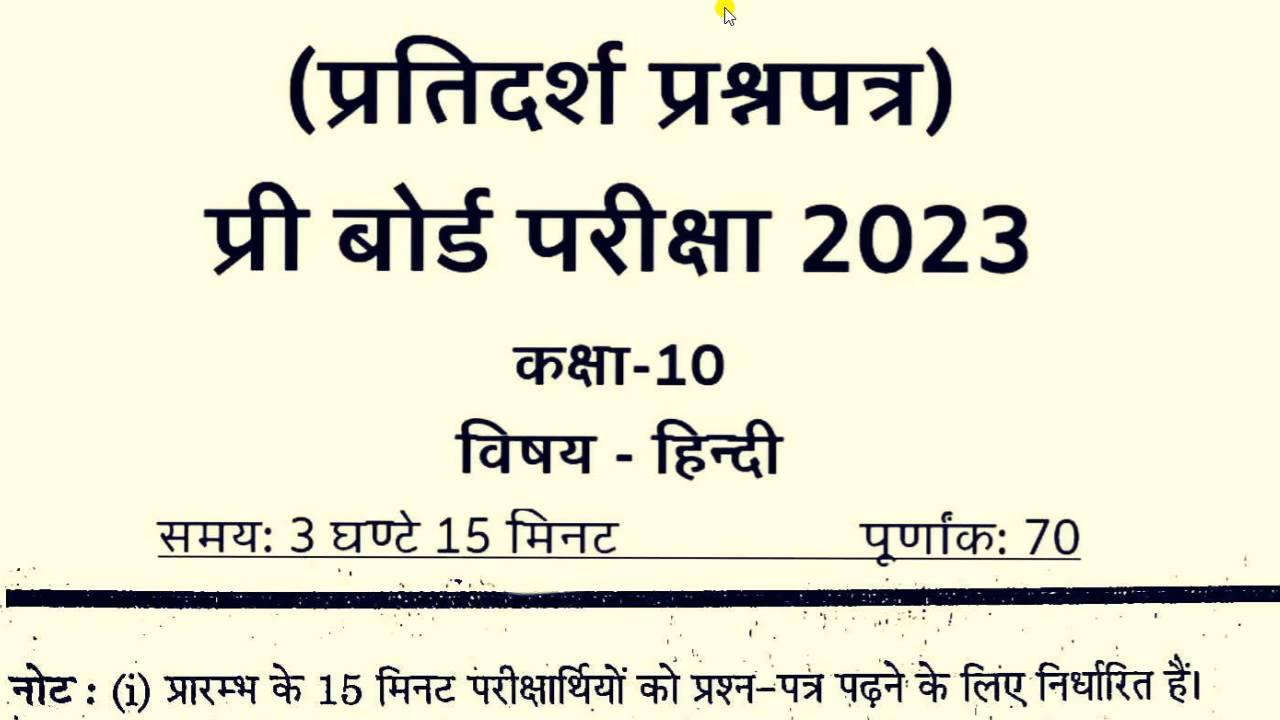 (प्रतिदर्श प्रश्नपत्र)
प्री बोर्ड परीक्षा 2023
कक्षा-10
विषय - हिन्दी
समय: 3 घण्टे 15 मिनट पूर्णांक: 70
नोट : (i) प्रारम्भ के 15 मिनट परीक्षार्थियों को प्रश्न-पत्र पढ़ने के लिए निर्धारित हैं।